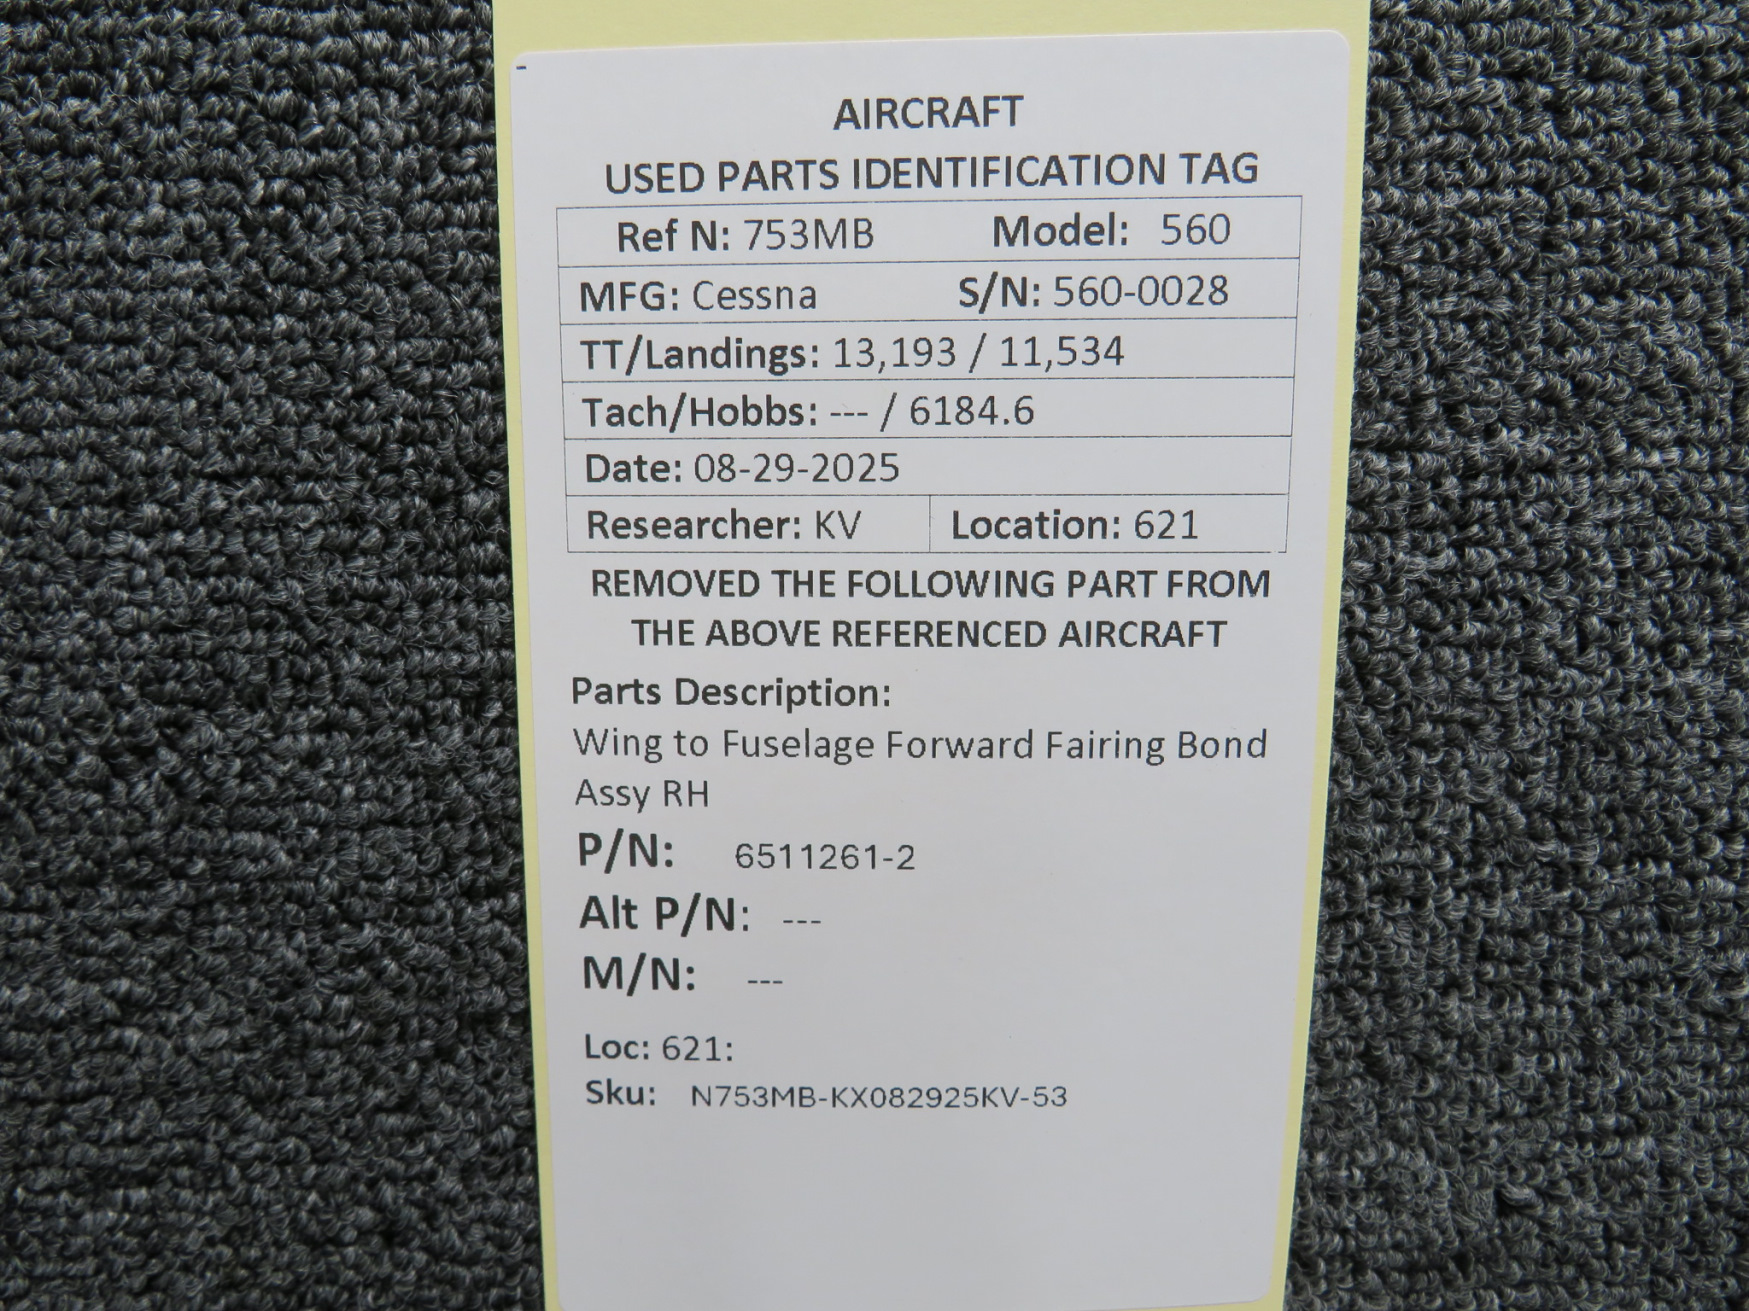 AIRCRAFT
USED PARTS IDENTIFICATION TAG
Ref N: 753MB Model: 560
MFG: Cessna S/N: 560-0028
TT/Landings: 13,193 / 11,534
Tach/Hobbs: --- / 6184.6
Date: 08-29-2025
Researcher: KV Location: 621
REMOVED THE FOLLOWING PART FROM
THE ABOVE REFERENCED AIRCRAFT
Parts Description:
Wing to Fuselage Forward Fairing Bond
Assy RH
P/N: 6511261-2
Alt P/N: ---
M/N: ---
Loc: 621:
Sku: N753MB-KX082925KV-53